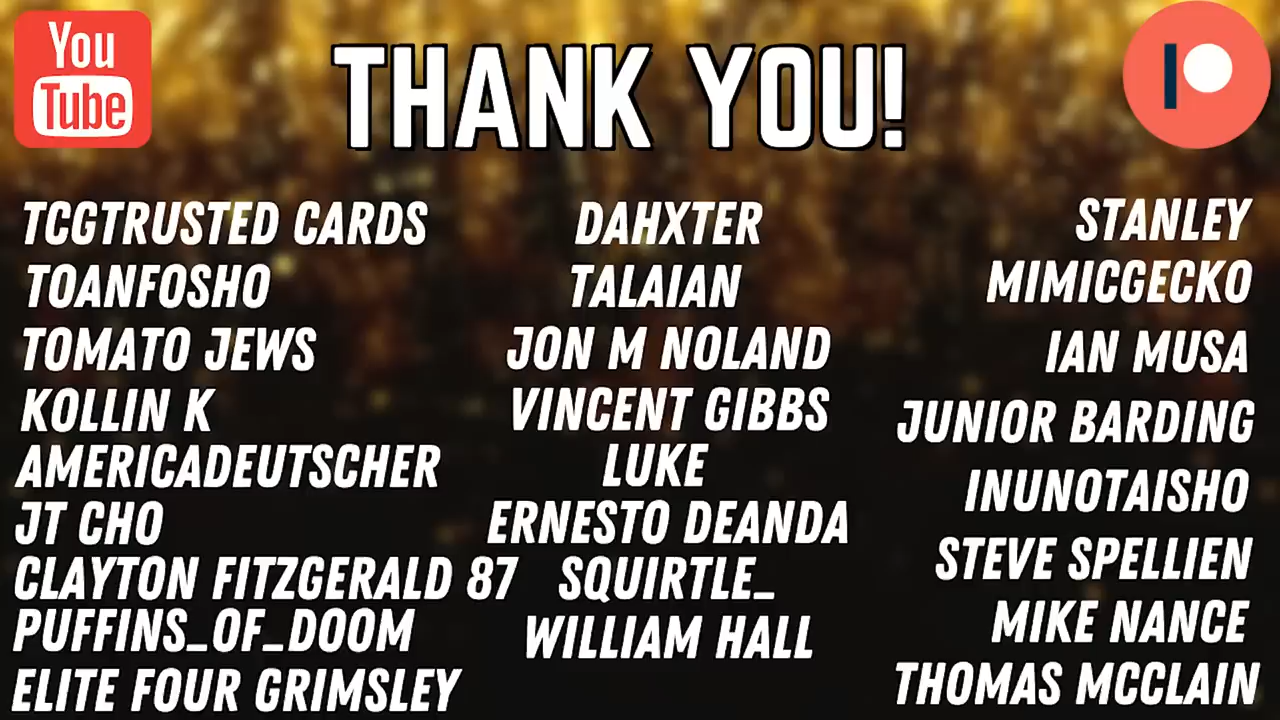 You
Tube
THANK YOU!
TCGTRUSTED CARDS
TOANFOSHO
TOMATO JEWS
KOLLIN K
AMERICADEUTSCHER
JT CHO
CLAYTON FITZGERALD 87
PUFFINS_OF_DOOM
ELITE FOUR GRIMSLEY
DAHXTER
TALAIAN
JON M NOLAND
VINCENT GIBBS
LUKE
ERNESTO DEANDA
SQUIRTLE_
WILLIAM HALL
STANLEY
MIMICGECKO
IAN MUSA
JUNIOR BARDING
INUNOTAISHO
STEVE SPELLIEN
MIKE NANCE
THOMAS MCCLAIN